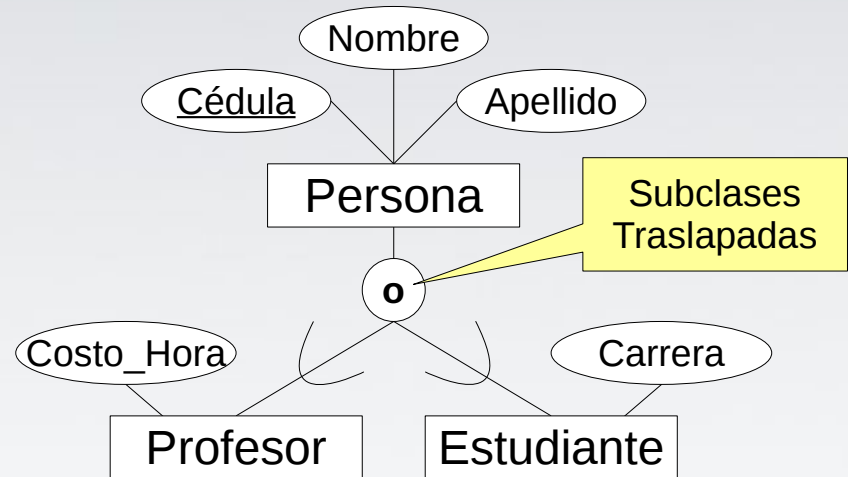 Nombre
Cédula
Apellido
Persona
Subclases
Traslapadas
o
Costo_Hora
Carrera
Profesor
Estudiante